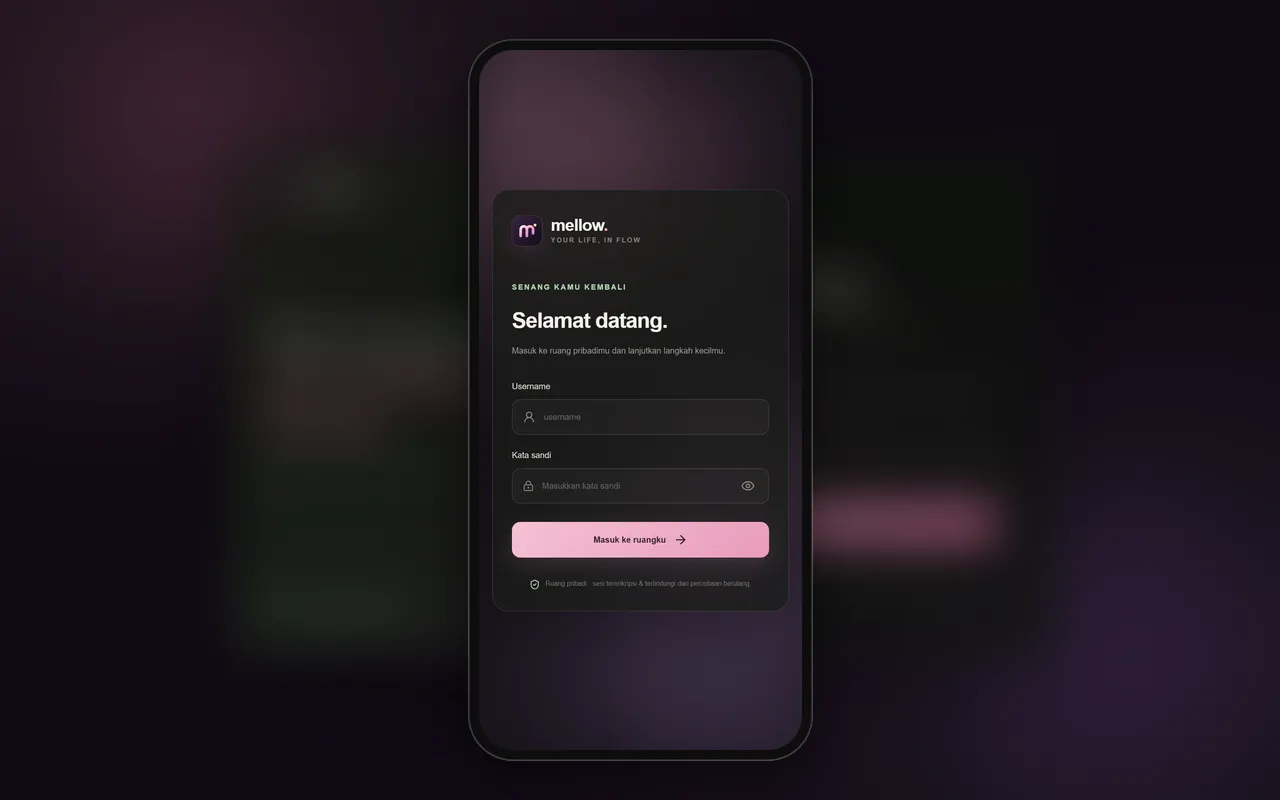 mellow.
YOUR LIFE, IN FLOW
SENANG KAMU KEMBALI
Selamat datang.
Masuk ke ruang pribadimu dan lanjutkan langkah kecilmu.
Username
username
Kata sandi
Masukkan kata sandi
Masuk ke ruangku
Ruang pribadi sesi terenkripsi & terlindungi dari percobaan berulang